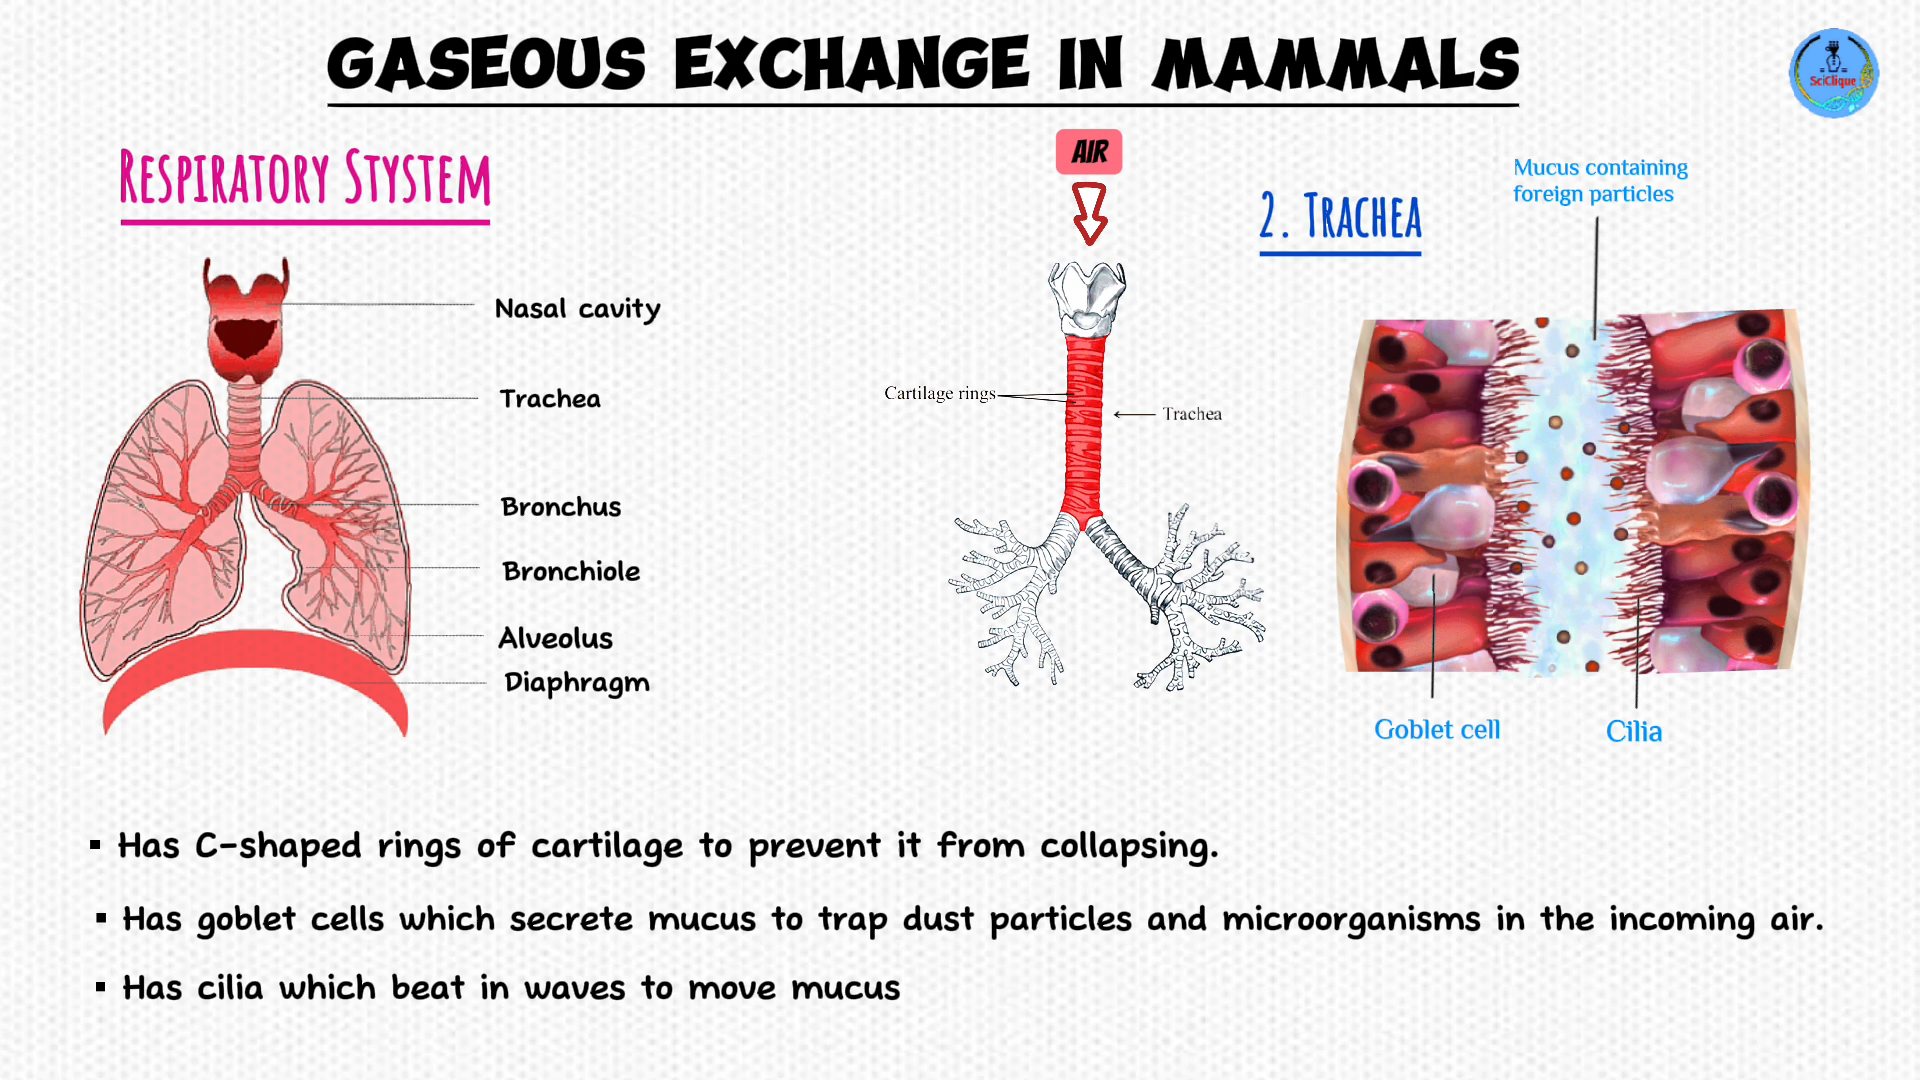 GASEOUS EXCHANGE IN MAMMALS
SciClique
RESPIRATORY STYSTEM
Nasal cavity
Trachea
Bronchus
Bronchiole
Alveolus
Diaphragm
AIR
Cartilage rings
Trachea
2. TRACHEA
Mucus containing
foreign particles
Goblet cell
Cilia
▪ Has C-shaped rings of cartilage to prevent it from collapsing.
▪ Has goblet cells which secrete mucus to trap dust particles and microorganisms in the incoming air.
▪ Has cilia which beat in waves to move mucus